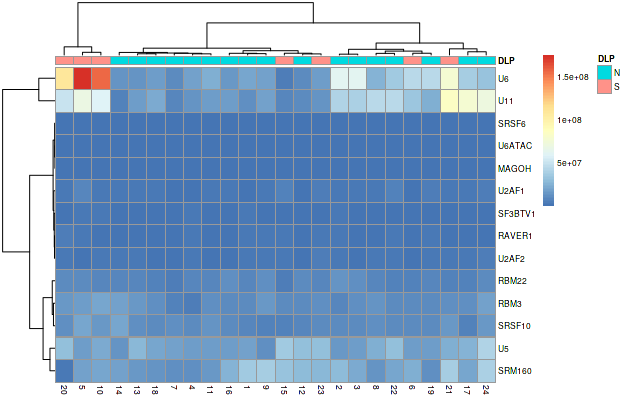 DLP
U6
U11
SRSF6
U6ATAC
MAGOH
U2AF1
SF3BTV1
RAVER1
U2AF2
RBM22
RBM3
SRSF10
U5
SRM160
20 5 10 14 13 18 7 4 11 16 1 9 15 12 23 2 3 8 22 6 19 21 17 24
1.5e+08
1e+08
5e+07
DLP
N
S